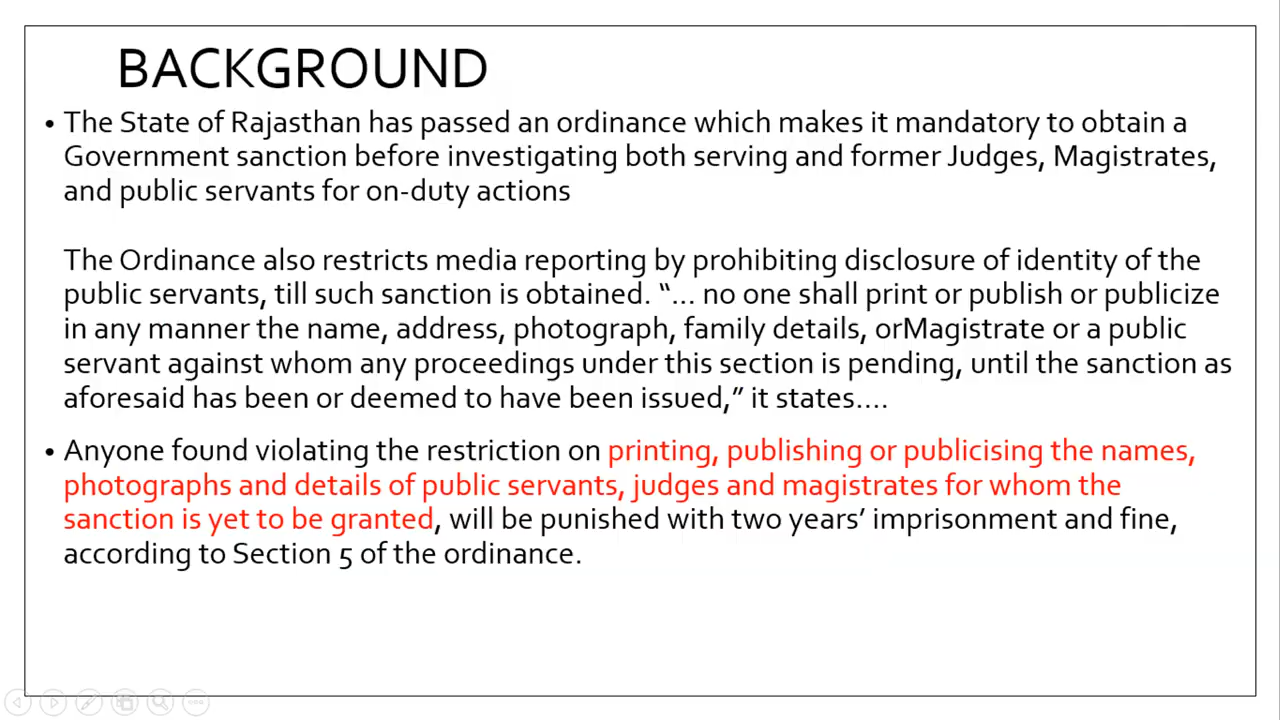 BACKGROUND
• The State of Rajasthan has passed an ordinance which makes it mandatory to obtain a
Government sanction before investigating both serving and former Judges, Magistrates,
and public servants for on-duty actions
The Ordinance also restricts media reporting by prohibiting disclosure of identity of the
public servants, till such sanction is obtained. “... no one shall print or publish or publicize
in any manner the name, address, photograph, family details, orMagistrate or a public
servant against whom any proceedings under this section is pending, until the sanction as
aforesaid has been or deemed to have been issued,” it states....
• Anyone found violating the restriction on printing, publishing or publicising the names,
photographs and details of public servants, judges and magistrates for whom the
sanction is yet to be granted, will be punished with two years’ imprisonment and fine,
according to Section 5 of the ordinance.